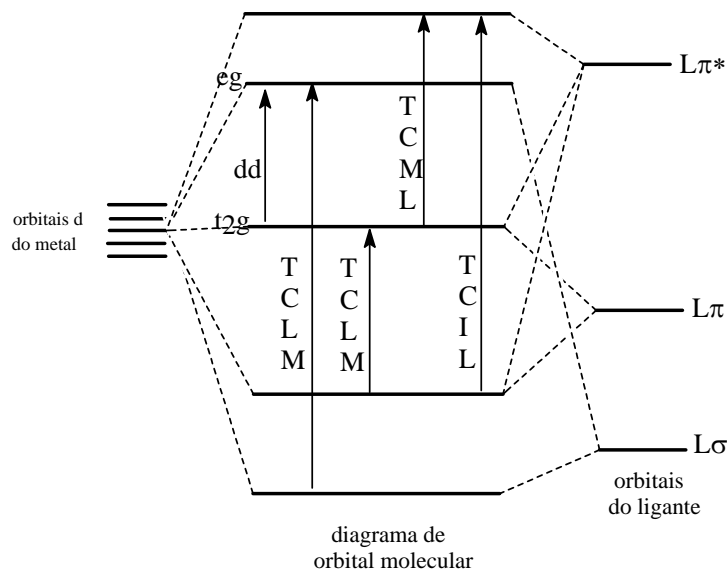 Lπ*
eg
T
C
M
L
dd
orbitais d
do metal
t2g
T
C
L
M
T
C
L
M
T
C
I
L
Lπ
Lσ
orbitais
do ligante
diagrama de
orbital molecular